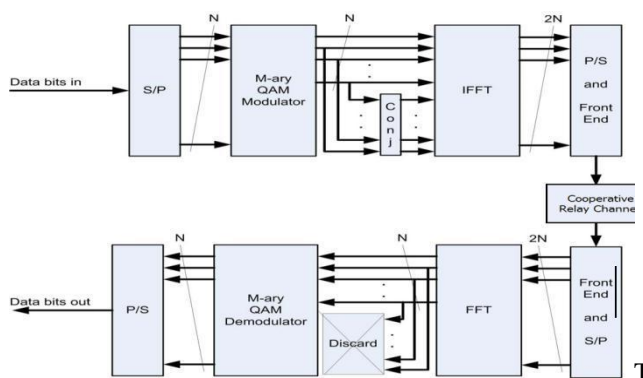 N
N
2N
Data bits in
S/P
M-ary
QAM
Modulator
C
o
n
j
IFFT
P/S
and
Front
End
Cooperative
Relay Channel
N
N
2N
Data bits out
P/S
M-ary
QAM
Demodulator
Discard
FFT
Front
End
and
S/P
T